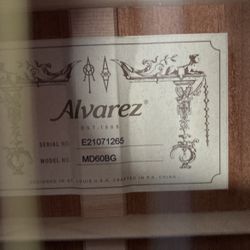 Alvarez®
EST. 1965
SERIAL NO: E21071265
MODEL NO: MD60BG
DESIGNED IN ST. LOUIS U.S.A. CRAFTED IN P.R. CHINA